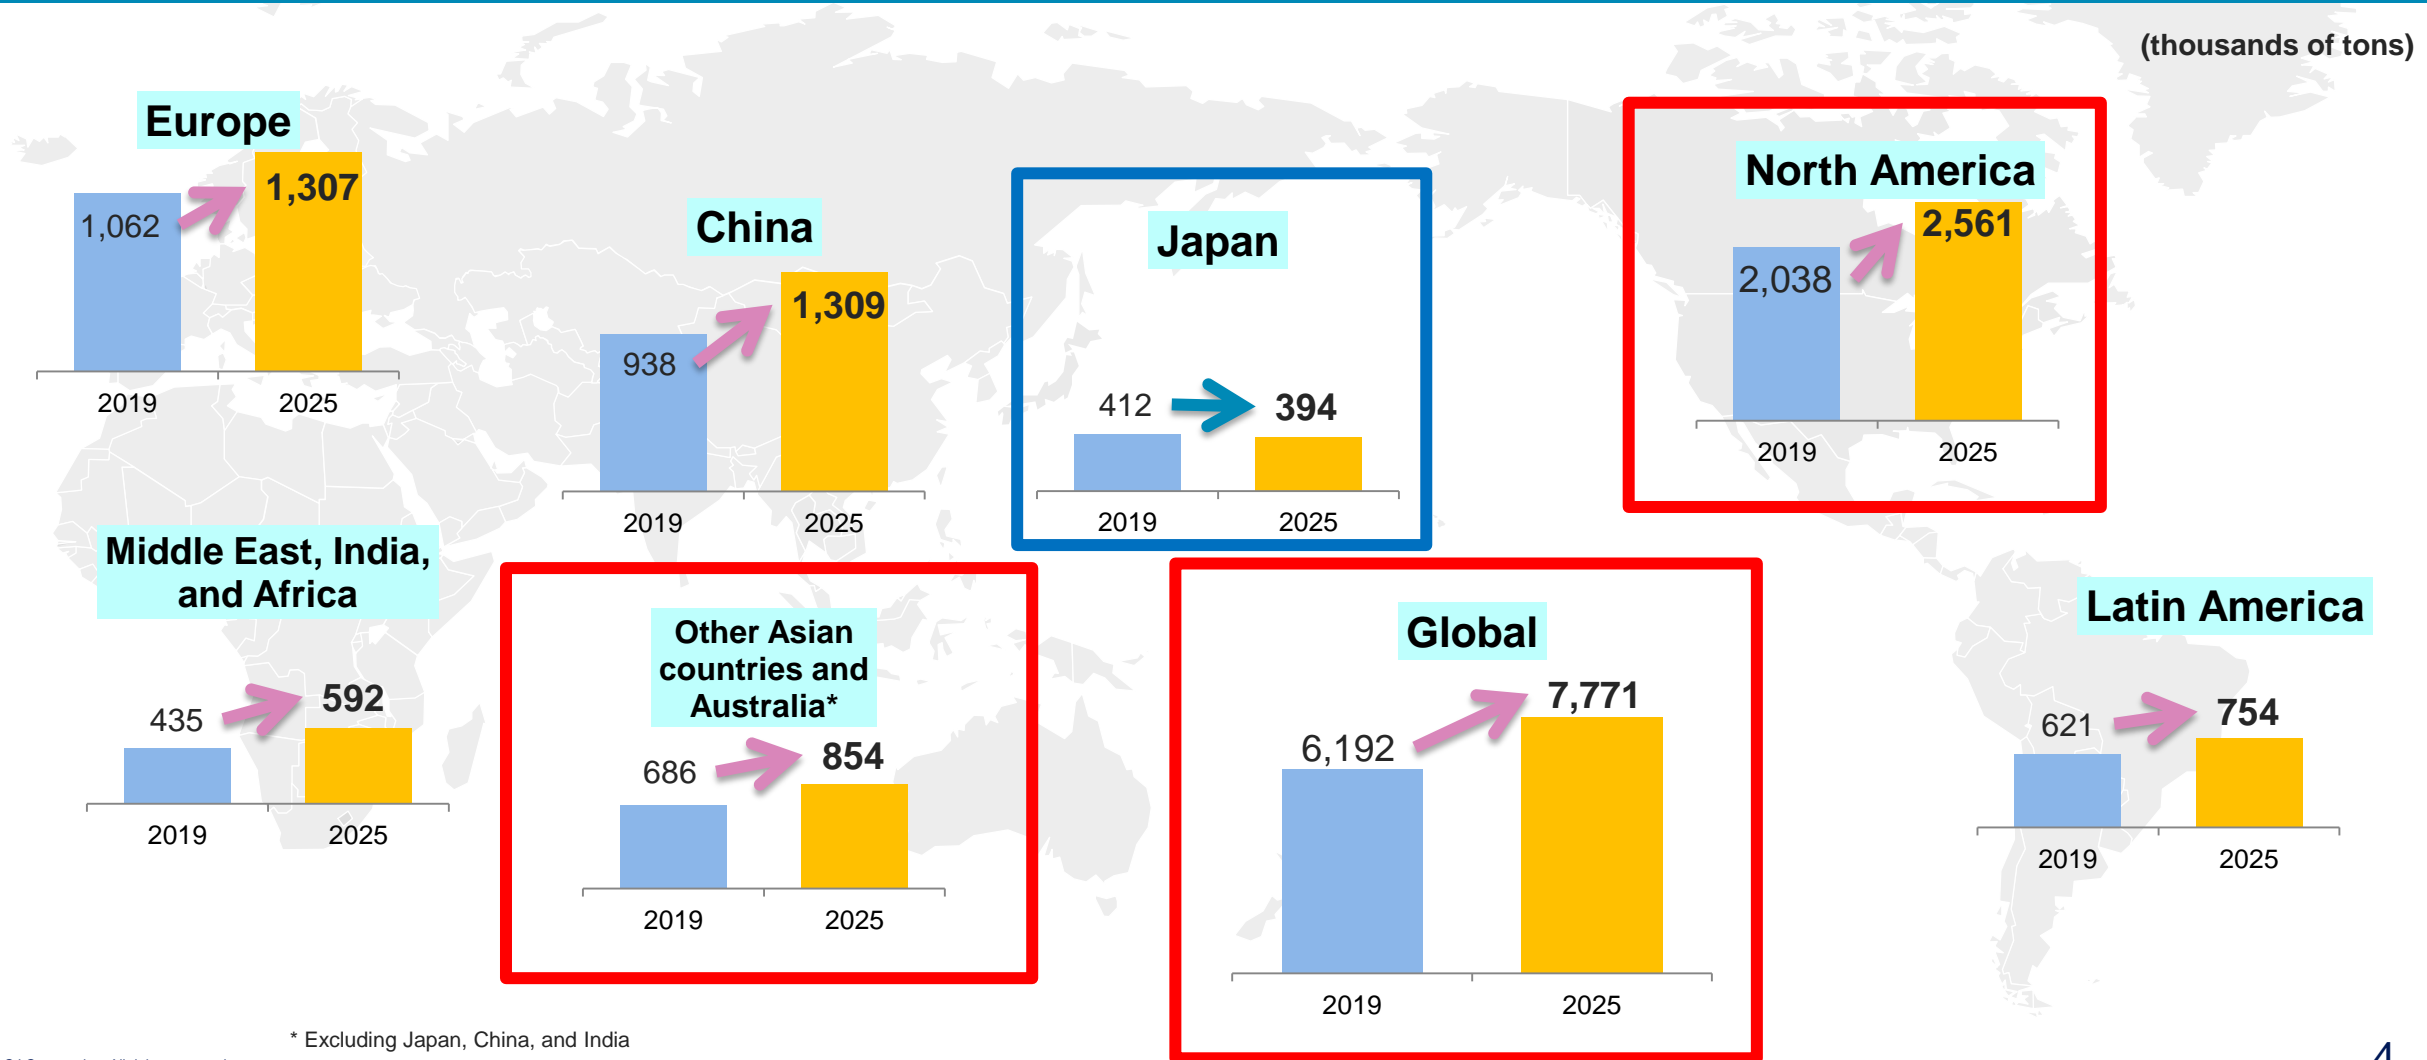 (thousands of tons)
Europe
1,062
1,307
2019
2025
China
938
1,309
2019
2025
Japan
412
394
2019
2025
North America
2,038
2,561
2019
2025
Middle East, India,
and Africa
435
592
2019
2025
Other Asian
countries and
Australia*
686
854
2019
2025
Global
6,192
7,771
2019
2025
Latin America
621
754
2019
2025
* Excluding Japan, China, and India
4